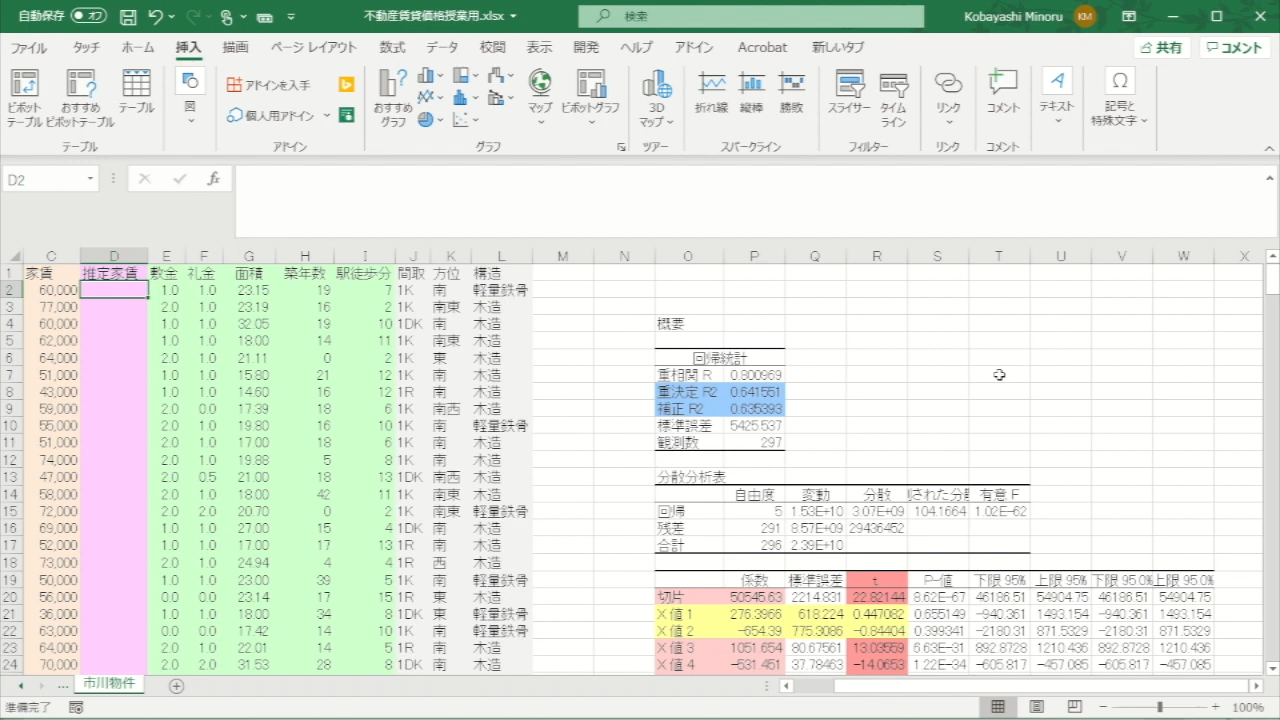 自動保存 オフ 不動産賃貸価格授業用.xlsx 検索 Kobayashi Minoru KM
ファイル タッチ ホーム 挿入 描画 ページ レイアウト 数式 データ 校閲 表示 開発 ヘルプ アドイン Acrobat 新しいタブ 共有 コメント
ピボットテーブル おすすめピボットテーブル テーブル 図 アドインを入手 個人用アドイン おすすめグラフ マップ ピボットグラフ 3Dマップ 折れ線 縦棒 勝敗 スライサー タイムライン リンク コメント テキスト 記号と特殊文字
テーブル アドイン グラフ ツアー スパークライン フィルター リンク コメント
D2 fx
C D E F G H I J K L M N O P Q R S T U V W X
1 家賃 推定家賃 敷金 礼金 面積 築年数 駅徒歩分 間取 方位 構造
2 60,000 1.0 1.0 23.15 19 7 1K 南 軽量鉄骨
3 77,000 2.0 1.0 23.19 16 2 1K 南東 木造
4 60,000 1.0 1.0 32.05 19 10 1DK 南 木造 概要
5 62,000 1.0 1.0 18.00 14 11 1K 南東 木造
6 64,000 2.0 1.0 21.11 0 2 1K 東 木造 回帰統計
7 51,000 1.0 1.0 15.80 21 12 1K 南 木造 重相関 R 0.800969
8 43,000 1.0 1.0 14.60 16 12 1R 南 木造 重決定 R2 0.641551
9 59,000 2.0 0.0 17.39 18 6 1K 南西 木造 補正 R2 0.635393
10 55,000 2.0 1.0 19.80 16 10 1K 南 軽量鉄骨 標準誤差 5425.537
11 51,000 2.0 1.0 17.00 18 6 1K 南 木造 観測数 297
12 74,000 2.0 1.0 19.88 5 8 1K 南 木造
13 47,000 2.0 0.5 21.00 18 13 1DK 南西 木造 分散分析表
14 58,000 2.0 1.0 18.00 42 11 1K 南東 木造 自由度 変動 分散 された分散 有意 F
15 72,000 2.0 2.0 20.70 0 2 1K 南東 軽量鉄骨 回帰 5 1.53E+10 3.07E+09 104.1664 1.02E-62
16 69,000 2.0 1.0 27.00 15 4 1DK 南 木造 残差 291 8.57E+09 29436452
17 52,000 1.0 1.0 17.00 17 13 1R 南 木造 合計 296 2.39E+10
18 73,000 1.0 1.0 24.94 4 4 1R 西 木造
19 50,000 1.0 1.0 23.00 39 5 1K 南 軽量鉄骨 係数 標準誤差 t P-値 下限 95% 上限 95% 下限 95.0% 上限 95.0%
20 56,000 0.0 0.0 23.14 17 15 1R 東 木造 切片 50545.63 2214.831 22.82144 8.62E-67 46186.51 54904.75 46186.51 54904.75
21 36,000 1.0 1.0 18.00 34 8 1DK 東 軽量鉄骨 X 値 1 276.3966 618.224 0.447082 0.655149 -940.361 1493.154 -940.361 1493.154
22 63,000 0.0 0.0 17.42 14 10 1K 南 軽量鉄骨 X 値 2 -654.39 775.3086 -0.84404 0.399341 -2180.31 871.5329 -2180.31 871.5329
23 64,000 2.0 1.0 22.01 14 5 1R 南 木造 X 値 3 1051.654 80.67561 13.03559 6.63E-31 892.8728 1210.436 892.8728 1210.436
24 70,000 2.0 2.0 31.53 28 8 1DK 南 木造 X 値 4 -531.451 37.78463 -14.0653 1.22E-34 -605.817 -457.085 -605.817 -457.085
... 市川物件
準備完了 100%